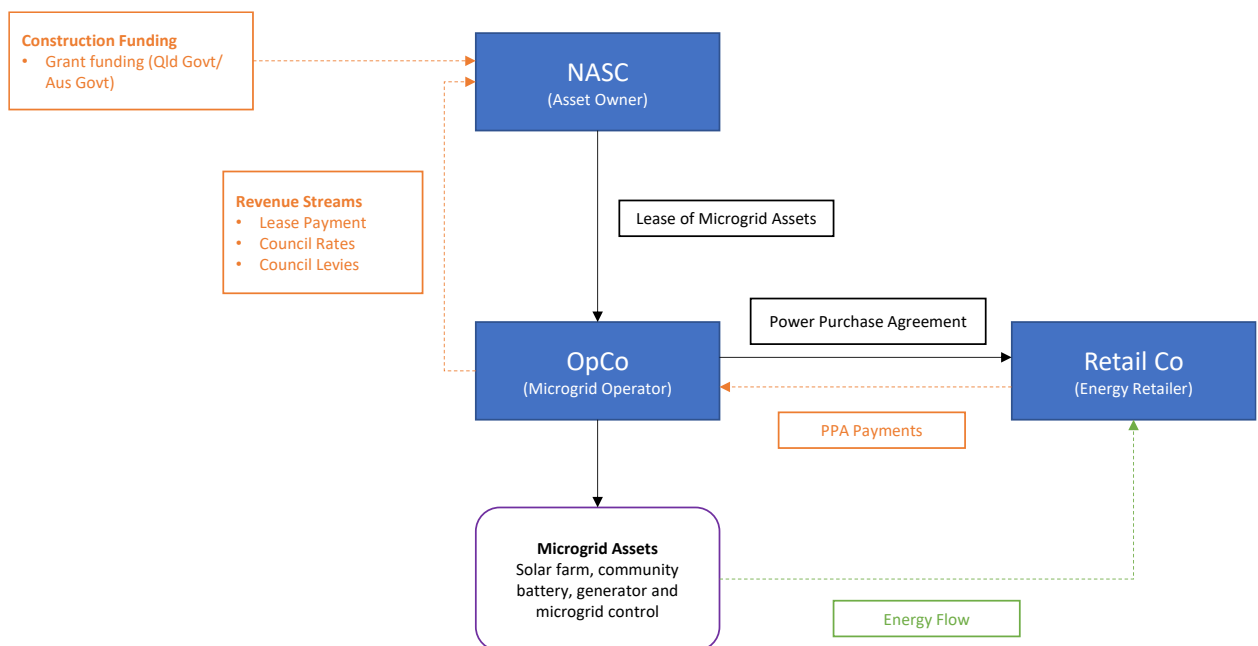 Construction Funding
• Grant funding (Qld Govt/
Aus Govt)
NASC
(Asset Owner)
Revenue Streams
• Lease Payment
• Council Rates
• Council Levies
Lease of Microgrid Assets
Power Purchase Agreement
OpCo
(Microgrid Operator)
Retail Co
(Energy Retailer)
PPA Payments
Microgrid Assets
Solar farm, community
battery, generator and
microgrid control
Energy Flow